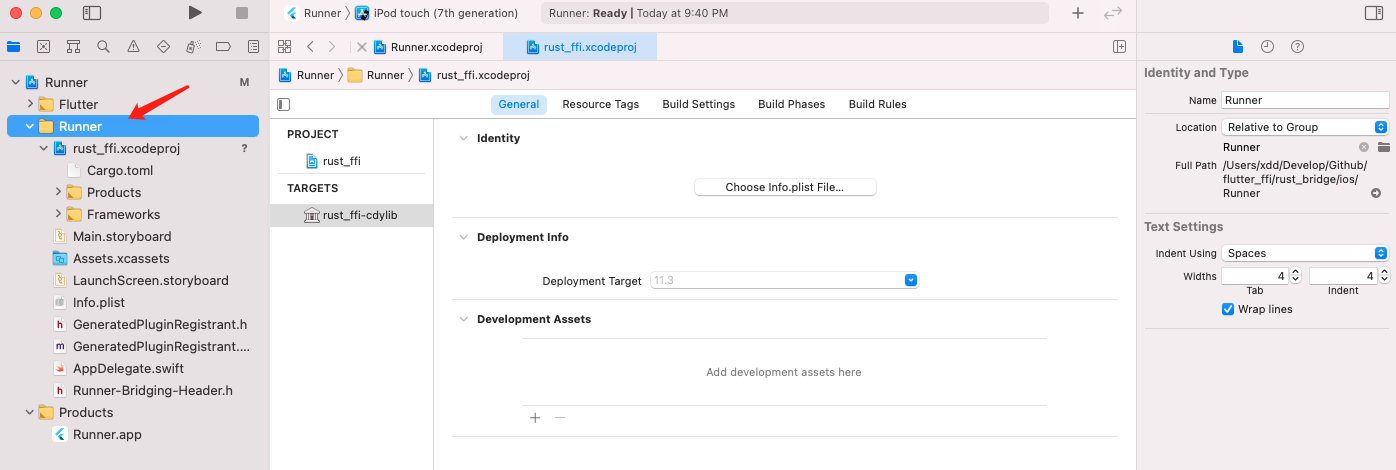 Runner 〉 iPod touch (7th generation)
Runner: Ready | Today at 9:40 PM
Runner.xcodeproj
rust_ffi.xcodeproj
Runner 〉 Runner 〉 rust_ffi.xcodeproj
Runner M
Flutter
Runner
rust_ffi.xcodeproj ?
Cargo.toml
Products
Frameworks
Main.storyboard
Assets.xcassets
LaunchScreen.storyboard
Info.plist
h GeneratedPluginRegistrant.h
m GeneratedPluginRegistrant....
AppDelegate.swift
h Runner-Bridging-Header.h
Products
Runner.app
General Resource Tags Build Settings Build Phases Build Rules
PROJECT
rust_ffi
TARGETS
rust_ffi-cdylib
Identity
Choose Info.plist File...
Deployment Info
Deployment Target 11.3
Development Assets
Add development assets here
Identity and Type
Name Runner
Location Relative to Group
Runner
Full Path /Users/xdd/Develop/Github/
flutter_ffi/rust_bridge/ios/
Runner
Text Settings
Indent Using Spaces
Widths 4 4
Tab Indent
Wrap lines